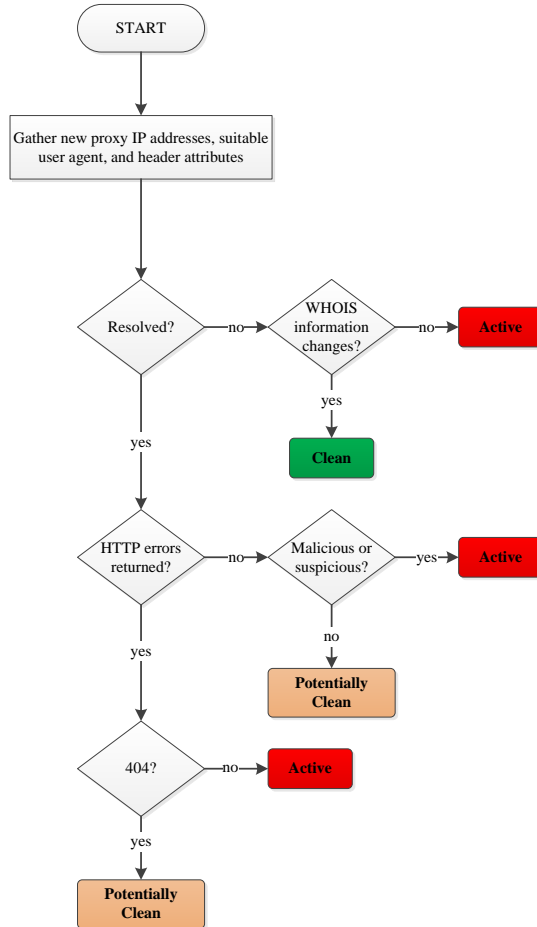 START
Gather new proxy IP addresses, suitable
user agent, and header attributes
Resolved?
no
WHOIS
information
changes?
no
Active
yes
yes
Clean
HTTP errors
returned?
no
Malicious or
suspicious?
yes
Active
no
yes
Potentially
Clean
404?
no
Active
yes
Potentially
Clean